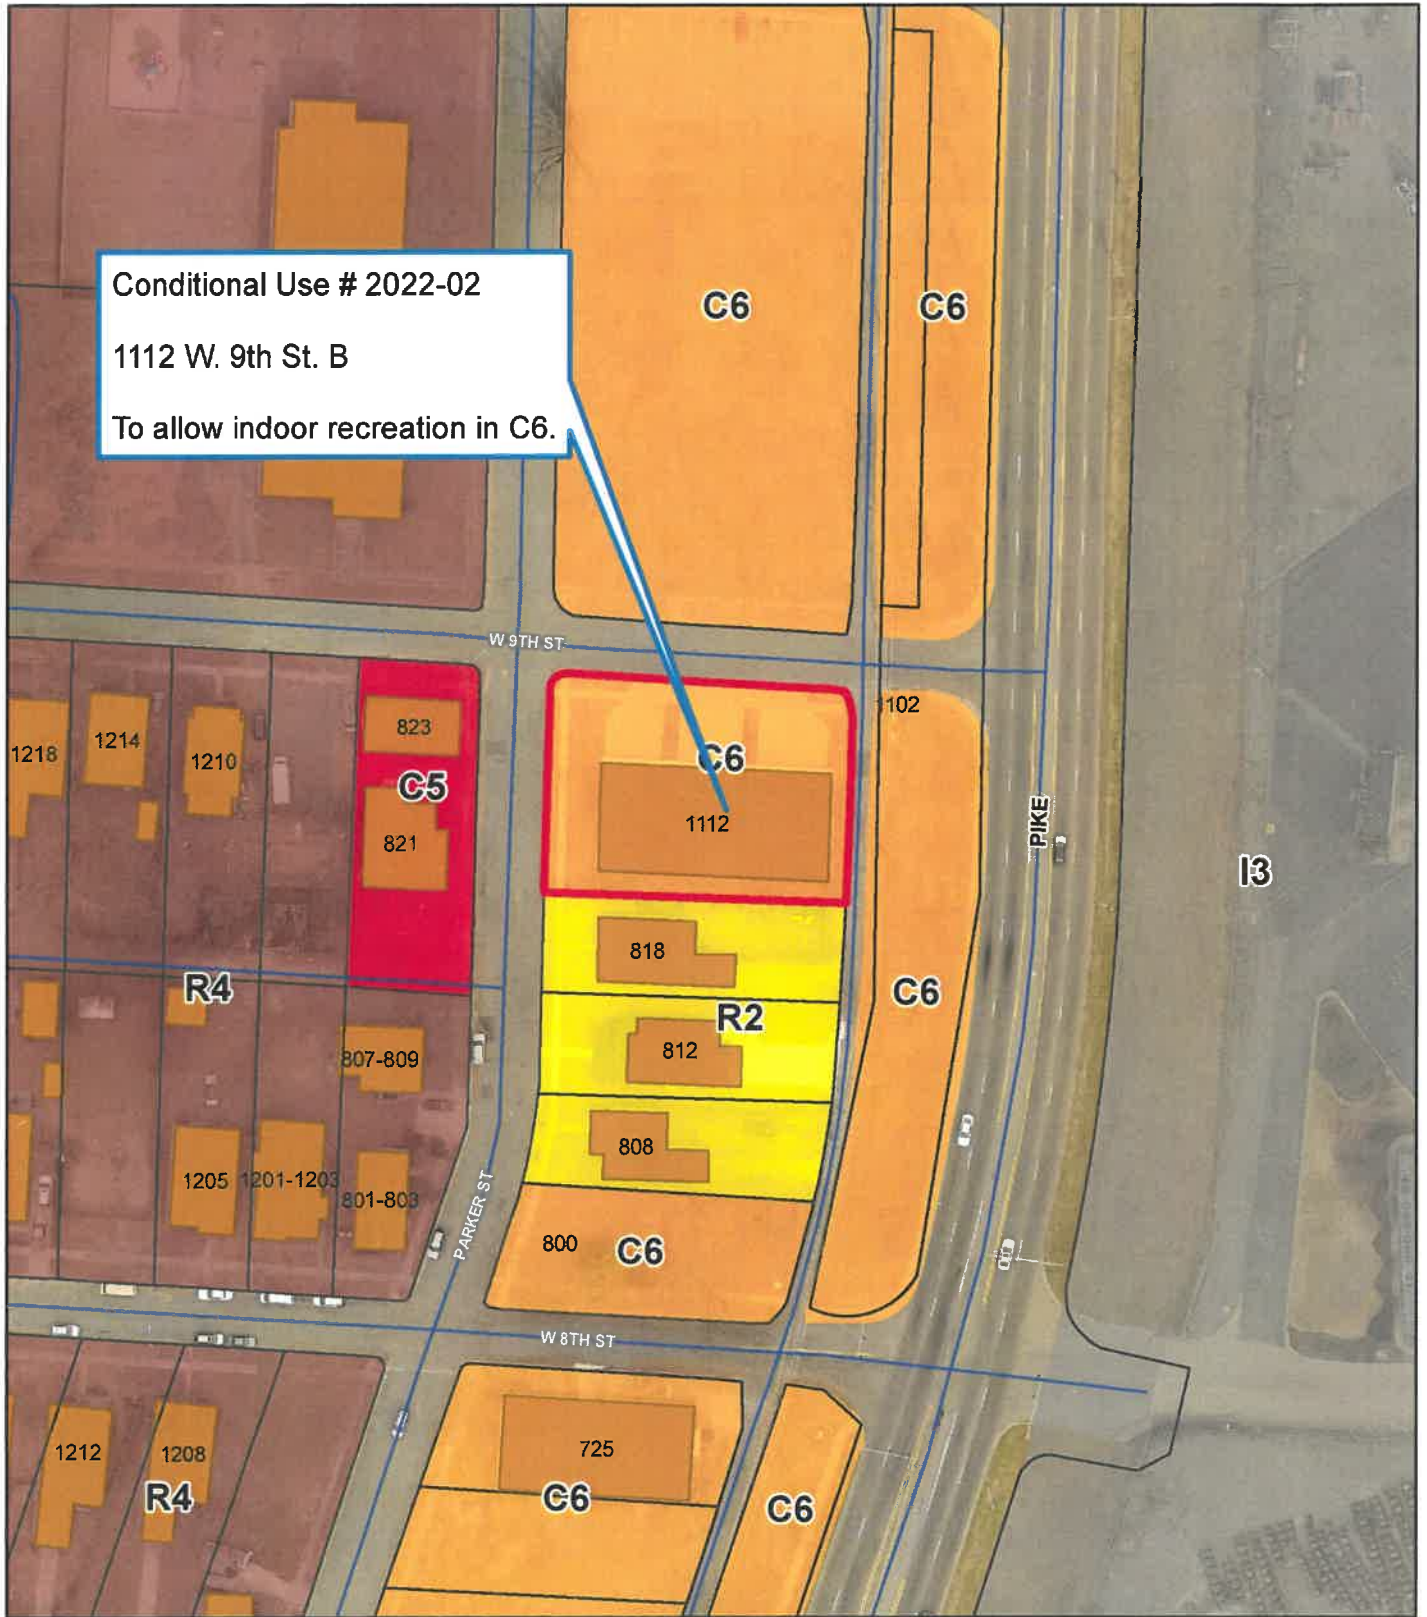 C6
C6
Conditional Use # 2022-02
1112 W. 9th St. B
To allow indoor recreation in C6.
W 9TH ST
1102
823
1218
1214
1210
C6
C5
1112
PIKE
821
I3
818
R4
C6
R2
812
807-809
808
1205
1201-1203
801-803
PARKER ST
800
C6
W 8TH ST
725
1212
1208
R4
C6
C6